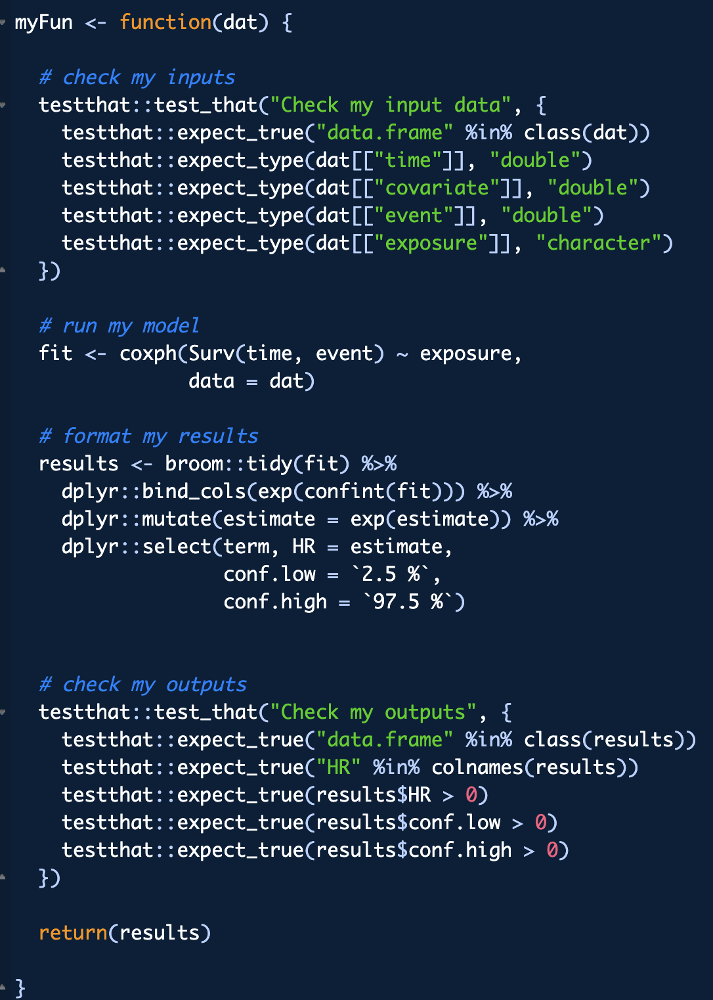 myFun <- function(dat) {
  # check my inputs
  testthat::test_that("Check my input data", {
    testthat::expect_true("data.frame" %in% class(dat))
    testthat::expect_type(dat[["time"]], "double")
    testthat::expect_type(dat[["covariate"]], "double")
    testthat::expect_type(dat[["event"]], "double")
    testthat::expect_type(dat[["exposure"]], "character")
  })
  # run my model
  fit <- coxph(Surv(time, event) ~ exposure,
               data = dat)
  # format my results
  results <- broom::tidy(fit) %>%
    dplyr::bind_cols(exp(confint(fit))) %>%
    dplyr::mutate(estimate = exp(estimate)) %>%
    dplyr::select(term, HR = estimate,
                  conf.low = `2.5 %`,
                  conf.high = `97.5 %`)
  # check my outputs
  testthat::test_that("Check my outputs", {
    testthat::expect_true("data.frame" %in% class(results))
    testthat::expect_true("HR" %in% colnames(results))
    testthat::expect_true(results$HR > 0)
    testthat::expect_true(results$conf.low > 0)
    testthat::expect_true(results$conf.high > 0)
  })
  return(results)
}